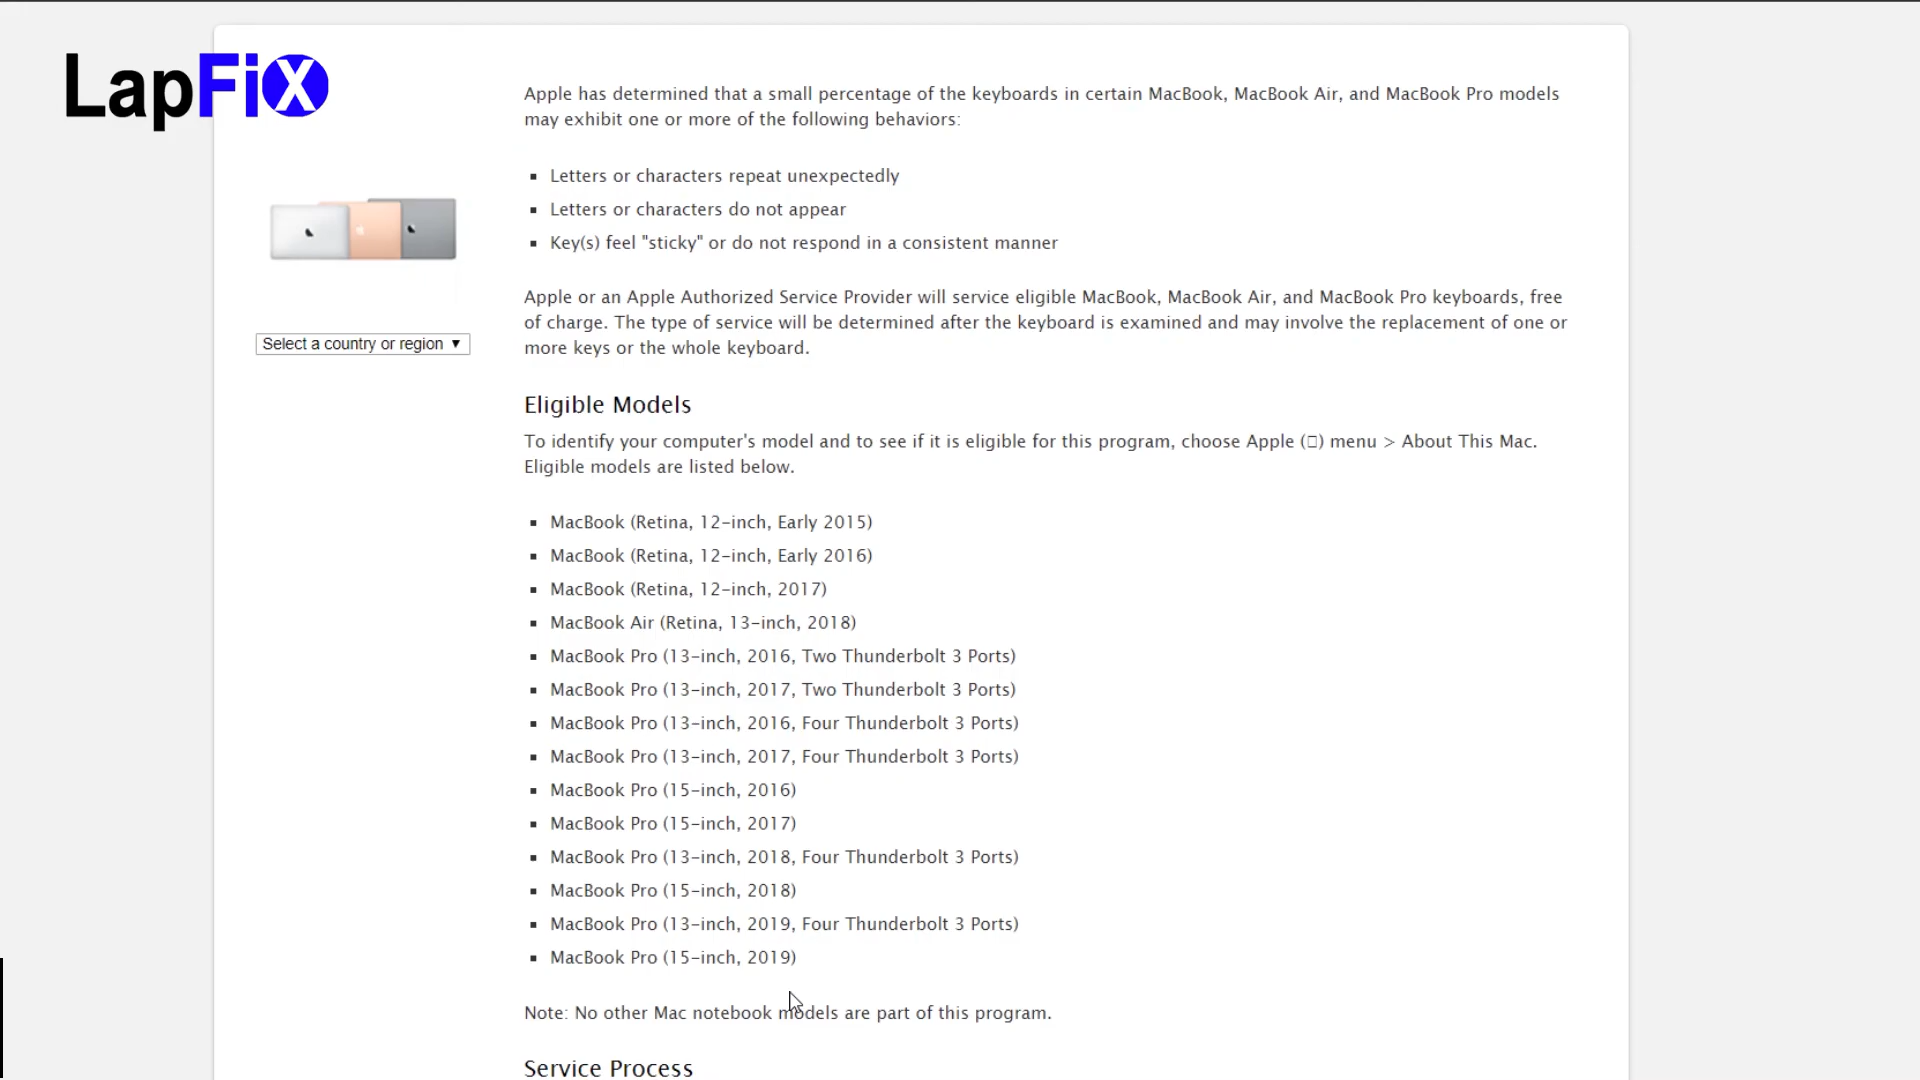 LapFix
Apple has determined that a small percentage of the keyboards in certain MacBook, MacBook Air, and MacBook Pro models
may exhibit one or more of the following behaviors:
▪ Letters or characters repeat unexpectedly
▪ Letters or characters do not appear
▪ Key(s) feel "sticky" or do not respond in a consistent manner
Select a country or region ▼
Apple or an Apple Authorized Service Provider will service eligible MacBook, MacBook Air, and MacBook Pro keyboards, free
of charge. The type of service will be determined after the keyboard is examined and may involve the replacement of one or
more keys or the whole keyboard.
Eligible Models
To identify your computer's model and to see if it is eligible for this program, choose Apple (▯) menu > About This Mac.
Eligible models are listed below.
▪ MacBook (Retina, 12-inch, Early 2015)
▪ MacBook (Retina, 12-inch, Early 2016)
▪ MacBook (Retina, 12-inch, 2017)
▪ MacBook Air (Retina, 13-inch, 2018)
▪ MacBook Pro (13-inch, 2016, Two Thunderbolt 3 Ports)
▪ MacBook Pro (13-inch, 2017, Two Thunderbolt 3 Ports)
▪ MacBook Pro (13-inch, 2016, Four Thunderbolt 3 Ports)
▪ MacBook Pro (13-inch, 2017, Four Thunderbolt 3 Ports)
▪ MacBook Pro (15-inch, 2016)
▪ MacBook Pro (15-inch, 2017)
▪ MacBook Pro (13-inch, 2018, Four Thunderbolt 3 Ports)
▪ MacBook Pro (15-inch, 2018)
▪ MacBook Pro (13-inch, 2019, Four Thunderbolt 3 Ports)
▪ MacBook Pro (15-inch, 2019)
Note: No other Mac notebook models are part of this program.
Service Process